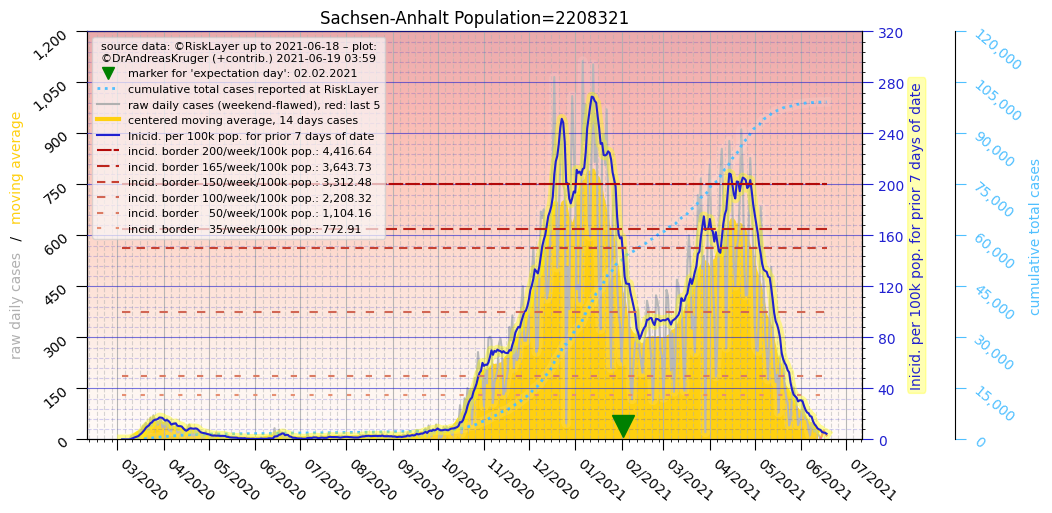 Sachsen-Anhalt Population=2208321
source data: ©RiskLayer up to 2021-06-18 – plot:
©DrAndreasKruger (+contrib.) 2021-06-19 03:59
marker for 'expectation day': 02.02.2021
cumulative total cases reported at RiskLayer
raw daily cases (weekend-flawed), red: last 5
centered moving average, 14 days cases
Inicid. per 100k pop. for prior 7 days of date
incid. border 200/week/100k pop.: 4,416.64
incid. border 165/week/100k pop.: 3,643.73
incid. border 150/week/100k pop.: 3,312.48
incid. border 100/week/100k pop.: 2,208.32
incid. border 50/week/100k pop.: 1,104.16
incid. border 35/week/100k pop.: 772.91
raw daily cases / moving average
1,200
1,050
900
750
600
450
300
150
0
03/2020
04/2020
05/2020
06/2020
07/2020
08/2020
09/2020
10/2020
11/2020
12/2020
01/2021
02/2021
03/2021
04/2021
05/2021
06/2021
07/2021
320
280
240
200
160
120
80
40
0
Inicid. per 100k pop. for prior 7 days of date
120,000
105,000
90,000
75,000
60,000
45,000
30,000
15,000
0
cumulative total cases